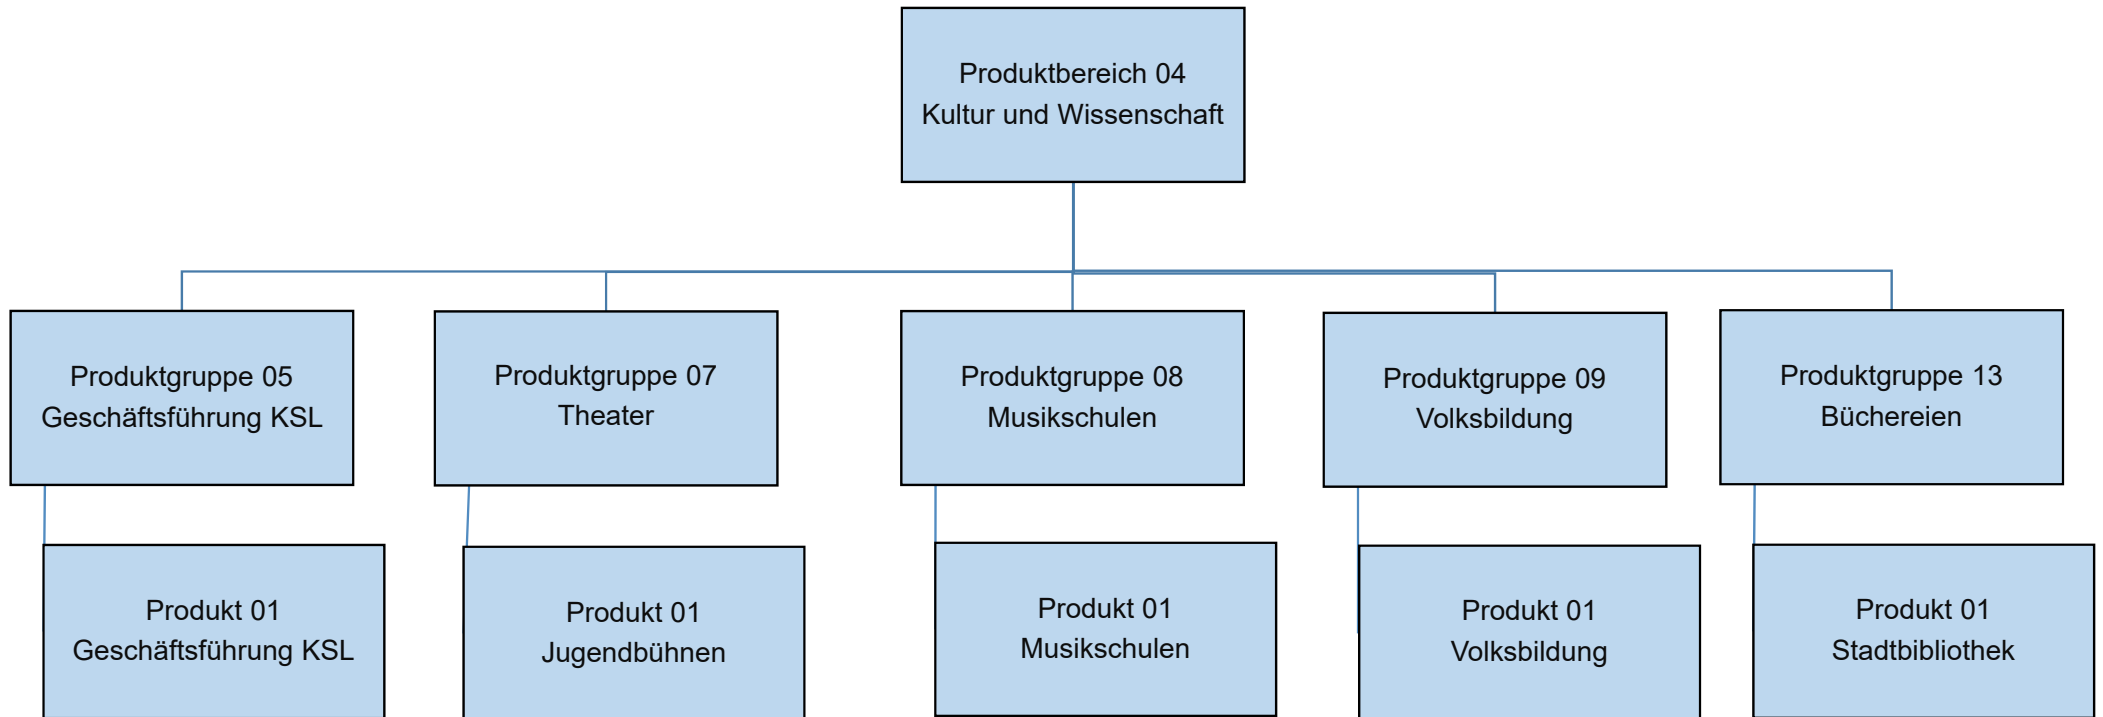 Produktbereich 04
Kultur und Wissenschaft
Produktgruppe 05
Geschäftsführung KSL
Produktgruppe 07
Theater
Produktgruppe 08
Musikschulen
Produktgruppe 09
Volksbildung
Produktgruppe 13
Büchereien
Produkt 01
Geschäftsführung KSL
Produkt 01
Jugendbühnen
Produkt 01
Musikschulen
Produkt 01
Volksbildung
Produkt 01
Stadtbibliothek